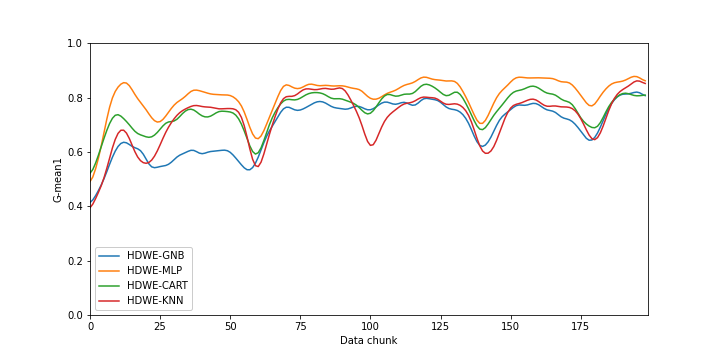 1.0
0.8
0.6
0.4
0.2
0.0
G-mean1
HDWE-GNB
HDWE-MLP
HDWE-CART
HDWE-KNN
0 25 50 75 100 125 150 175
Data chunk